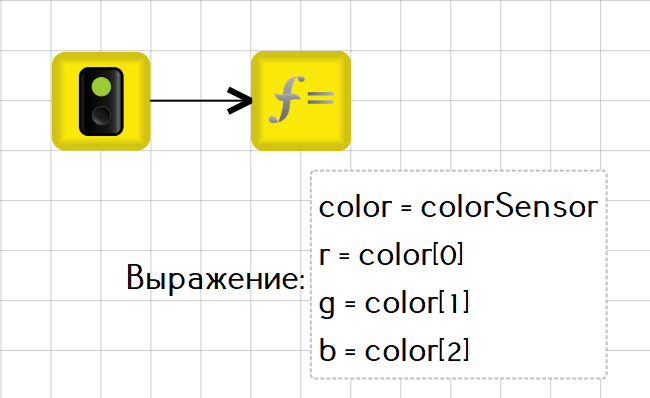 f =
Выражение:
color = colorSensor
r = color[0]
g = color[1]
b = color[2]